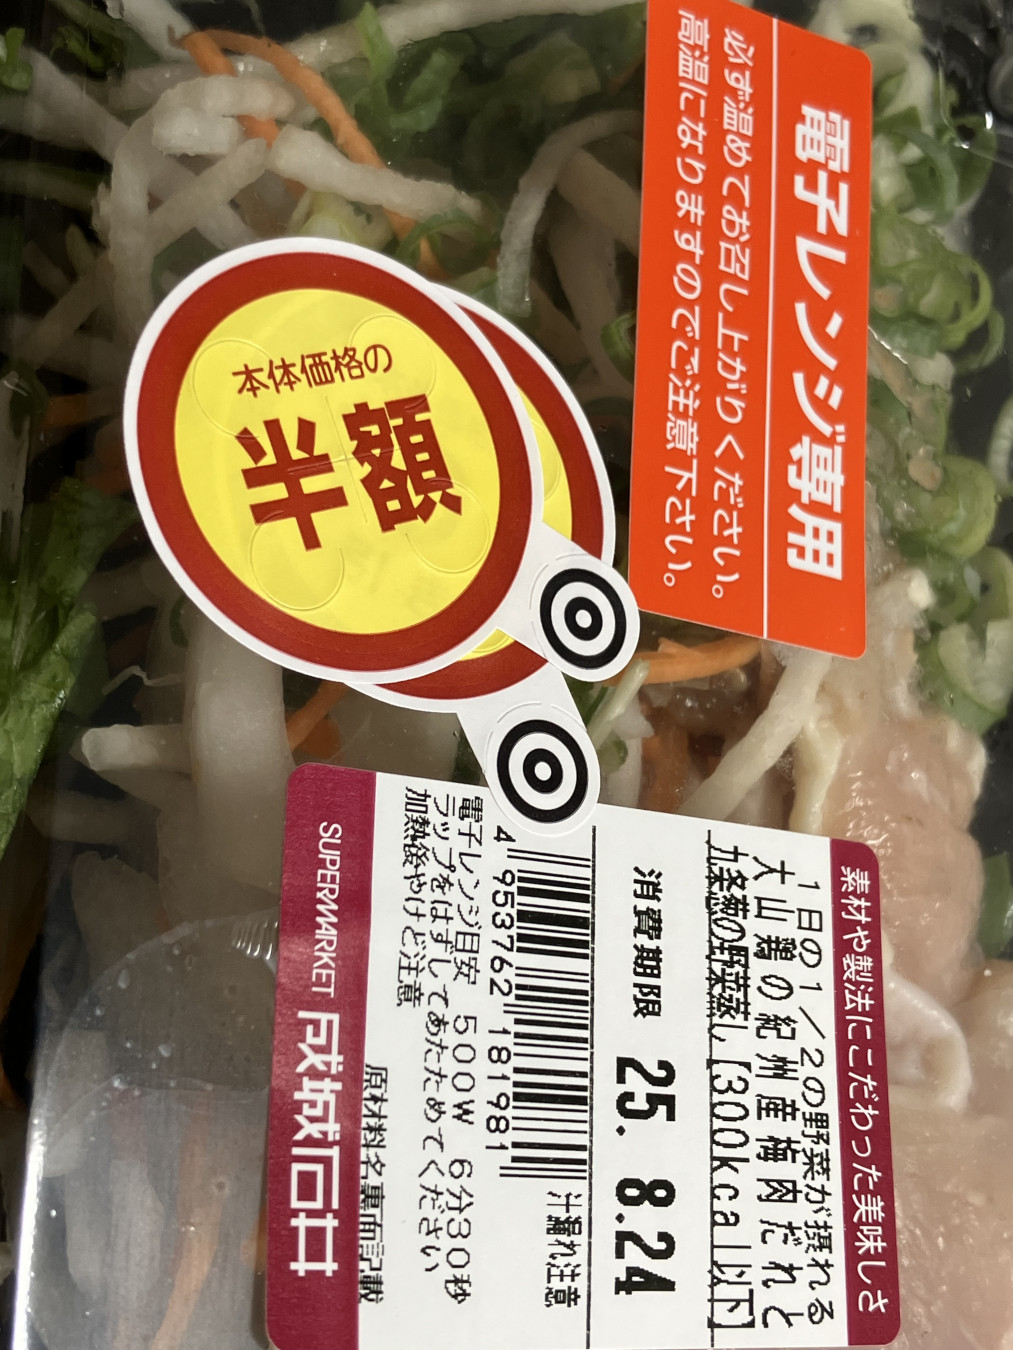 電子レンジ専用
必ず温めてお召し上がりください。
高温になりますのでご注意下さい。
本体価格の
半額
素材や製法にこだわった美味しさ
1日の1/2の野菜が摂れる
大山鶏の紀州産梅肉だれと
九条葱の野菜蒸し[300kcal以下]
消費期限 25.8.24
汁漏れ注意
4 953762 181981
電子レンジ目安 500W 6分30秒
ラップをはずしてあたためてください
加熱後やけど注意
原材料名裏面記載
SUPERMARKET 成城石井